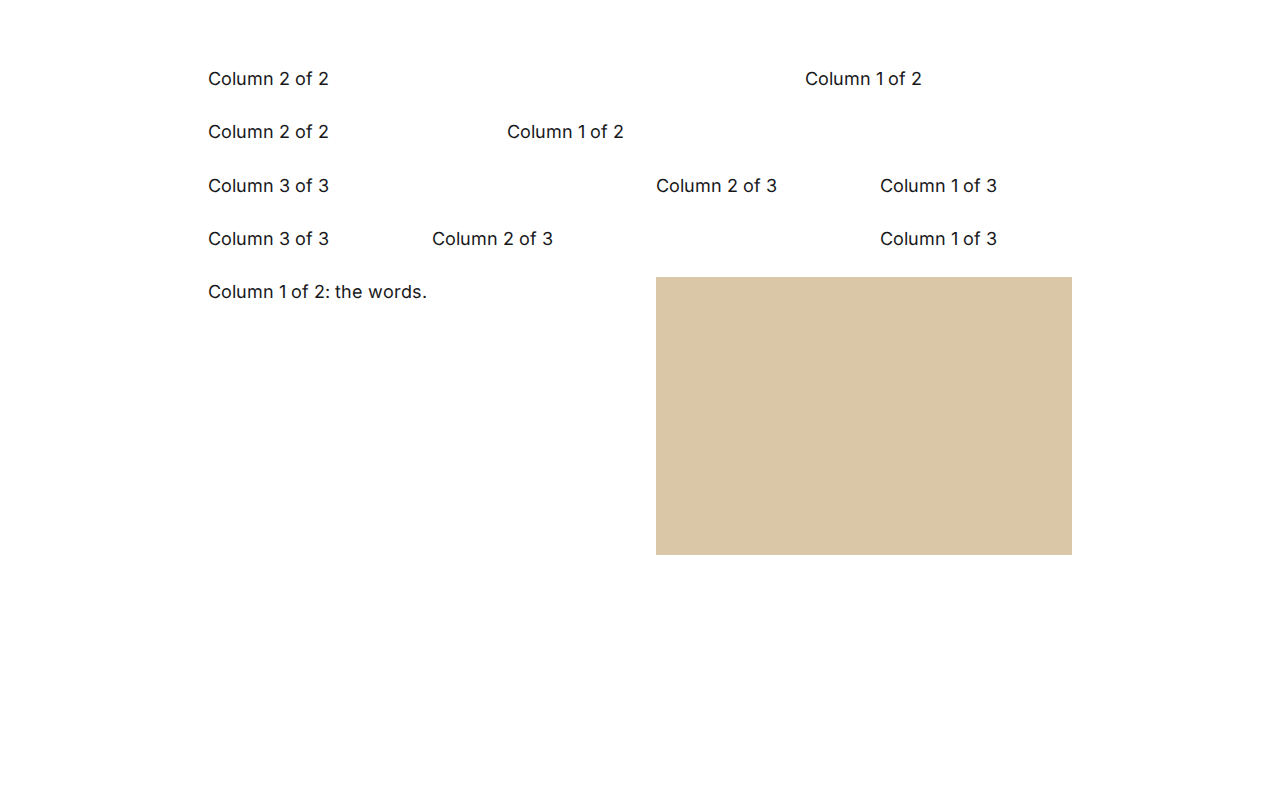 Column 2 of 2 Column 1 of 2
Column 2 of 2 Column 1 of 2
Column 3 of 3 Column 2 of 3 Column 1 of 3
Column 3 of 3 Column 2 of 3 Column 1 of 3
Column 1 of 2: the words.